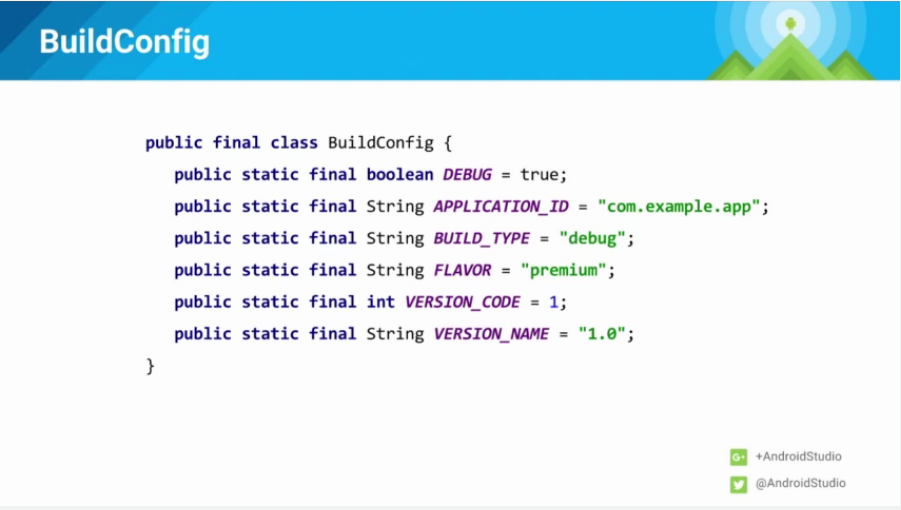 BuildConfig
public final class BuildConfig {
public static final boolean DEBUG = true;
public static final String APPLICATION_ID = "com.example.app";
public static final String BUILD_TYPE = "debug";
public static final String FLAVOR = "premium";
public static final int VERSION_CODE = 1;
public static final String VERSION_NAME = "1.0";
}
G+ +AndroidStudio
@AndroidStudio